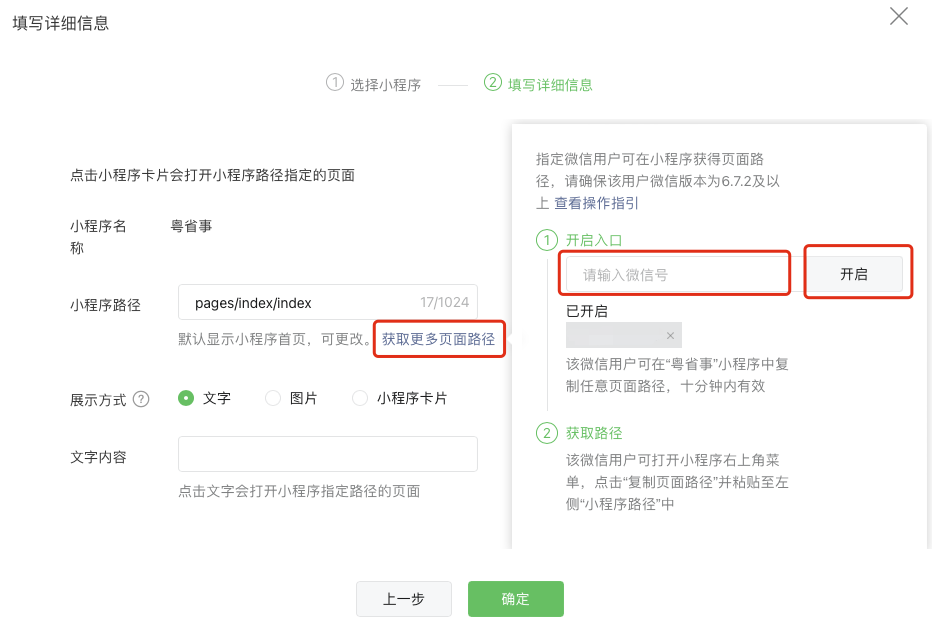 填写详细信息
1 选择小程序
2 填写详细信息
点击小程序卡片会打开小程序路径指定的页面
小程序名
称
粤省事
小程序路径
pages/index/index
17/1024
默认显示小程序首页，可更改。获取更多页面路径
展示方式 ?
文字
图片
小程序卡片
文字内容
点击文字会打开小程序指定路径的页面
指定微信用户可在小程序获得页面路
径，请确保该用户微信版本为6.7.2及以
上 查看操作指引
1 开启入口
请输入微信号
开启
已开启
×
该微信用户可在“粤省事”小程序中复
制任意页面路径，十分钟内有效
2 获取路径
该微信用户可打开小程序右上角菜
单，点击“复制页面路径”并粘贴至左
侧“小程序路径”中
上一步
确定